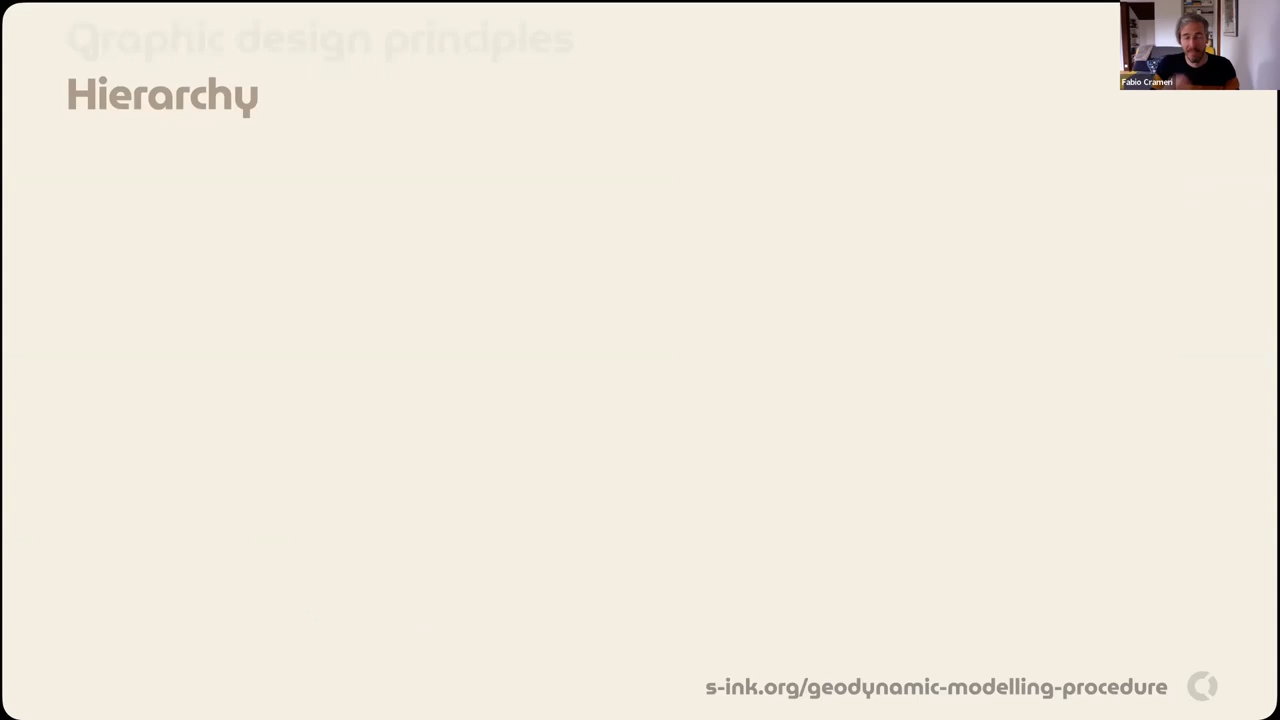 Graphic design principles
Hierarchy
Fabio Crameri
s-ink.org/geodynamic-modelling-procedure